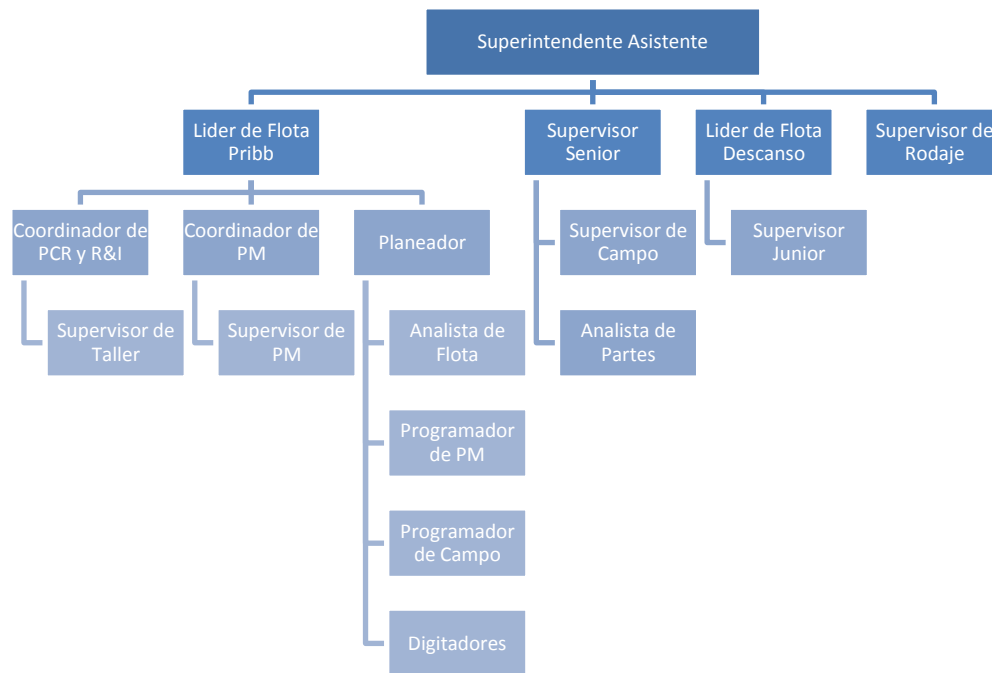 Superintendente Asistente
Lider de Flota
Pribb
Supervisor
Senior
Lider de Flota
Descanso
Supervisor de
Rodaje
Coordinador de
PCR y R&I
Coordinador de
PM
Planeador
Supervisor de
Campo
Supervisor
Junior
Supervisor de
Taller
Supervisor de
PM
Analista de
Flota
Analista de
Partes
Programador
de PM
Programador
de Campo
Digitadores